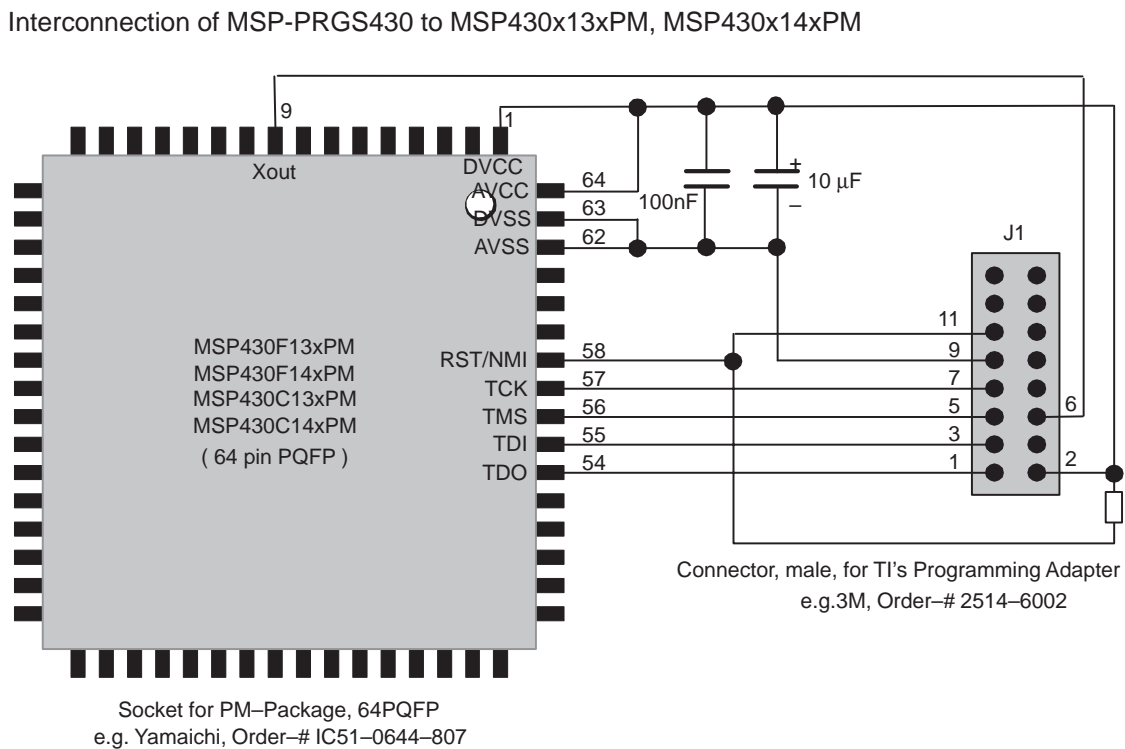 Interconnection of MSP-PRGS430 to MSP430x13xPM, MSP430x14xPM
9
1
Xout
DVCC
AVCC
DVSS
AVSS
64
63
62
100nF
+
10 μF
–
J1
MSP430F13xPM
MSP430F14xPM
MSP430C13xPM
MSP430C14xPM
( 64 pin PQFP )
RST/NMI
TCK
TMS
TDI
TDO
58
57
56
55
54
11
9
7
5
3
1
6
2
Connector, male, for TI's Programming Adapter
e.g.3M, Order–# 2514–6002
Socket for PM–Package, 64PQFP
e.g. Yamaichi, Order–# IC51–0644–807